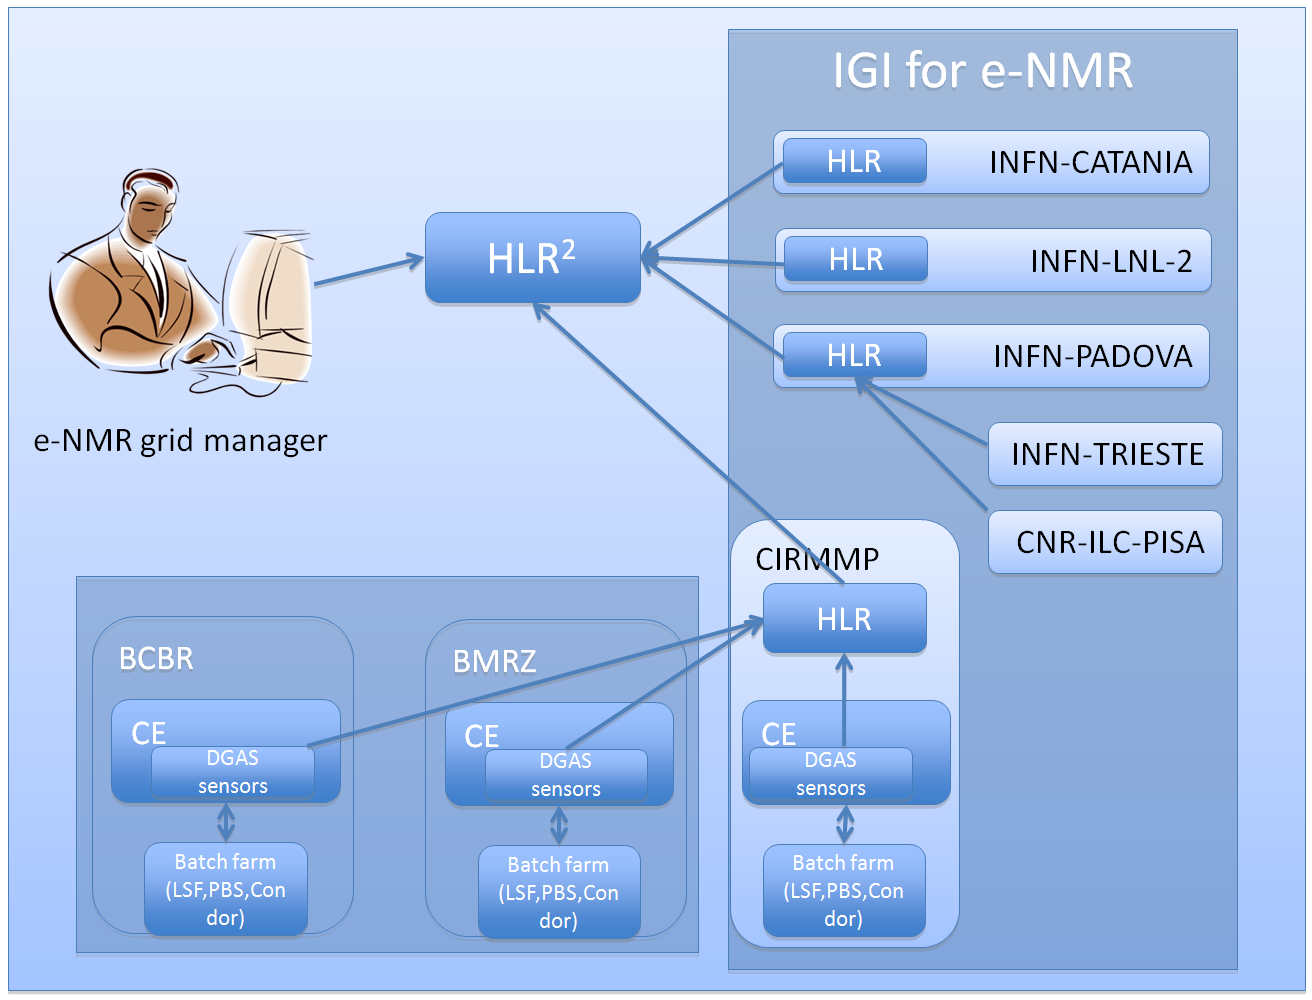 IGI for e-NMR
HLR
INFN-CATANIA
HLR²
HLR
INFN-LNL-2
HLR
INFN-PADOVA
e-NMR grid manager
INFN-TRIESTE
CNR-ILC-PISA
CIRMMP
HLR
BCBR
BMRZ
CE
DGAS
sensors
CE
DGAS
sensors
CE
DGAS
sensors
Batch farm
(LSF,PBS,Con
dor)
Batch farm
(LSF,PBS,Con
dor)
Batch farm
(LSF,PBS,Con
dor)